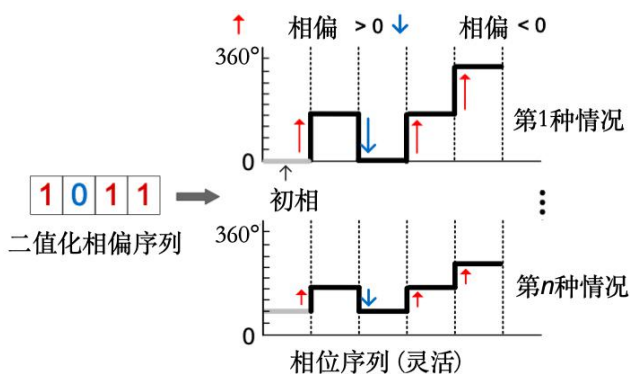 ↑ 相偏 > 0 ↓ 相偏 < 0
360°
0
初相
第1种情况
1 0 1 1
二值化相偏序列
⋮
360°
0
第n种情况
相位序列 (灵活)